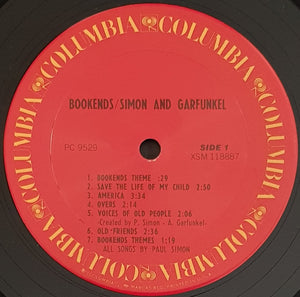 COLUMBIA COLUMBIA COLUMBIA COLUMBIA COLUMBIA COLUMBIA
BOOKENDS/SIMON AND GARFUNKEL
PC 9529
SIDE 1
XSM 118887
1. BOOKENDS THEME :29
2. SAVE THE LIFE OF MY CHILD 2:50
3. AMERICA 3:34
4. OVERS 2:14
5. VOICES OF OLD PEOPLE 2:06
-Created by P. Simon - A. Garfunkel-
6. OLD FRIENDS 2:36
7. BOOKENDS THEMES 1:19
ALL SONGS BY PAUL SIMON